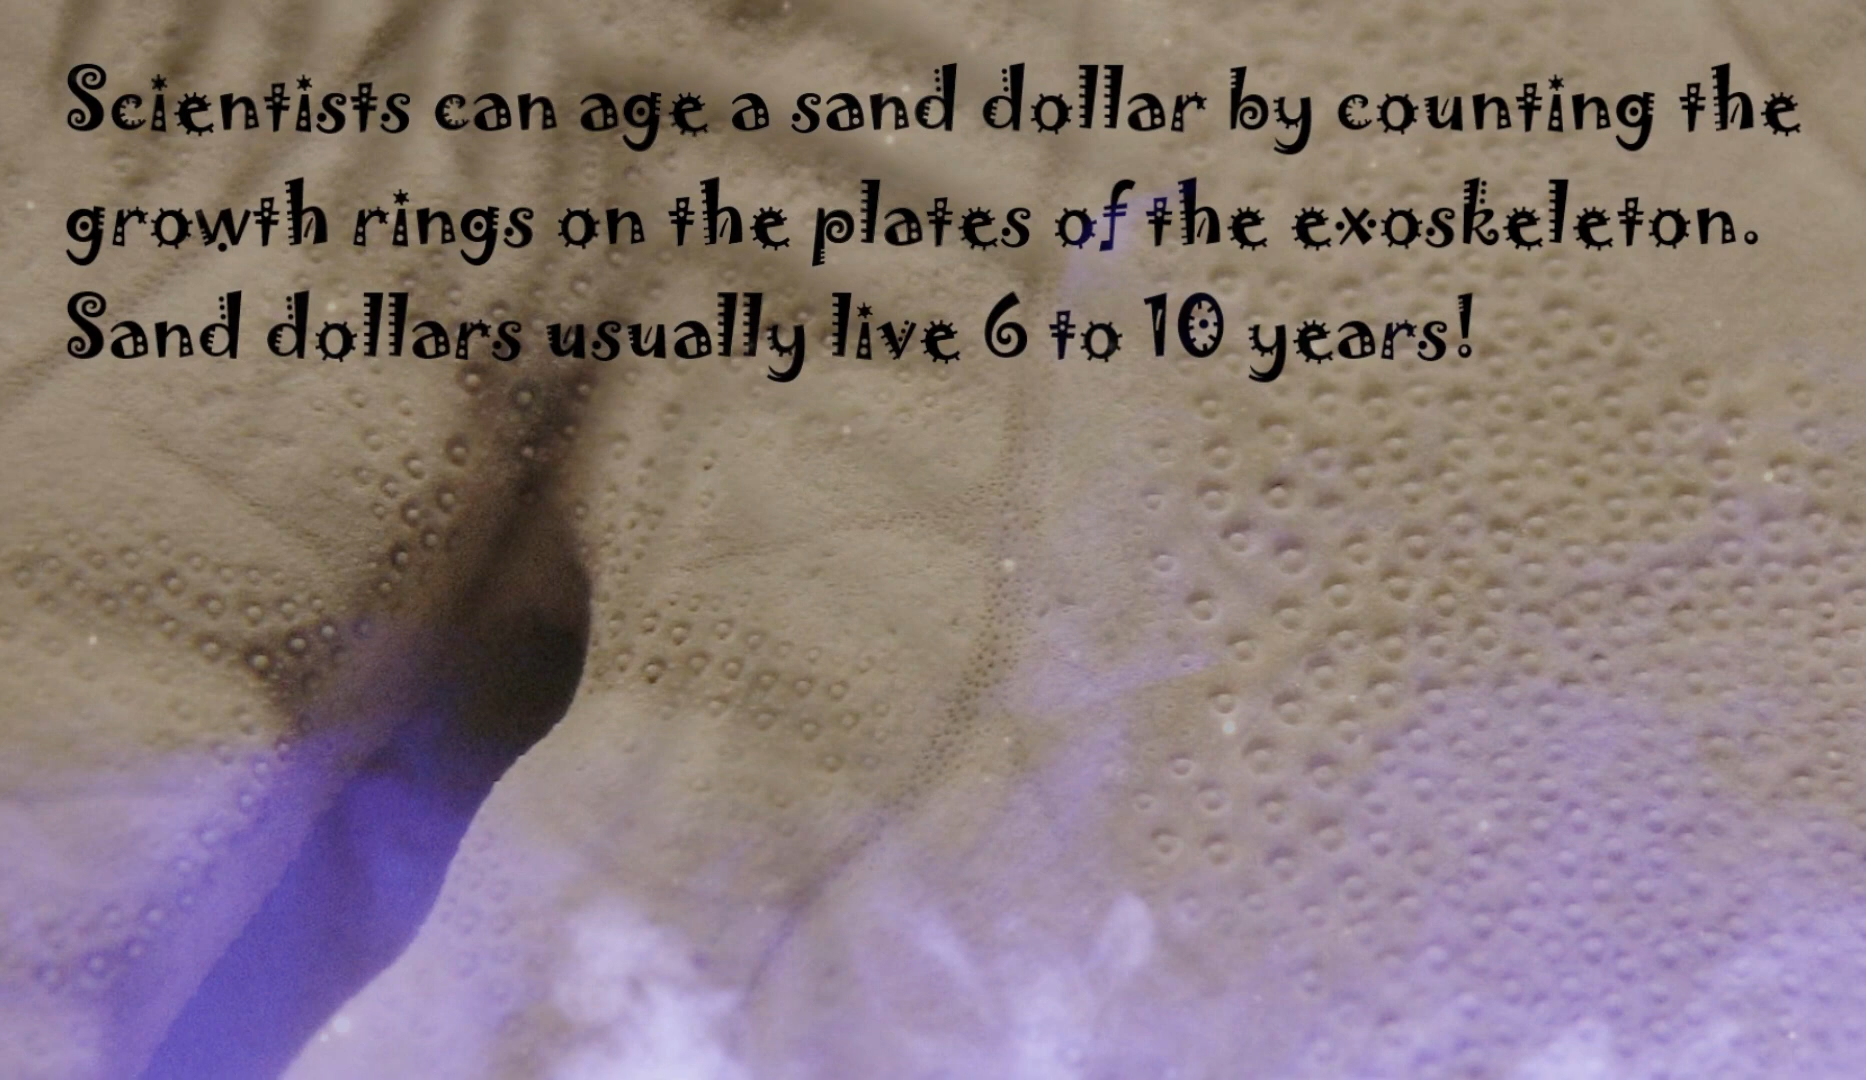 Scientists can age a sand dollar by counting the
growth rings on the plates of the exoskeleton.
Sand dollars usually live 6 to 10 years!